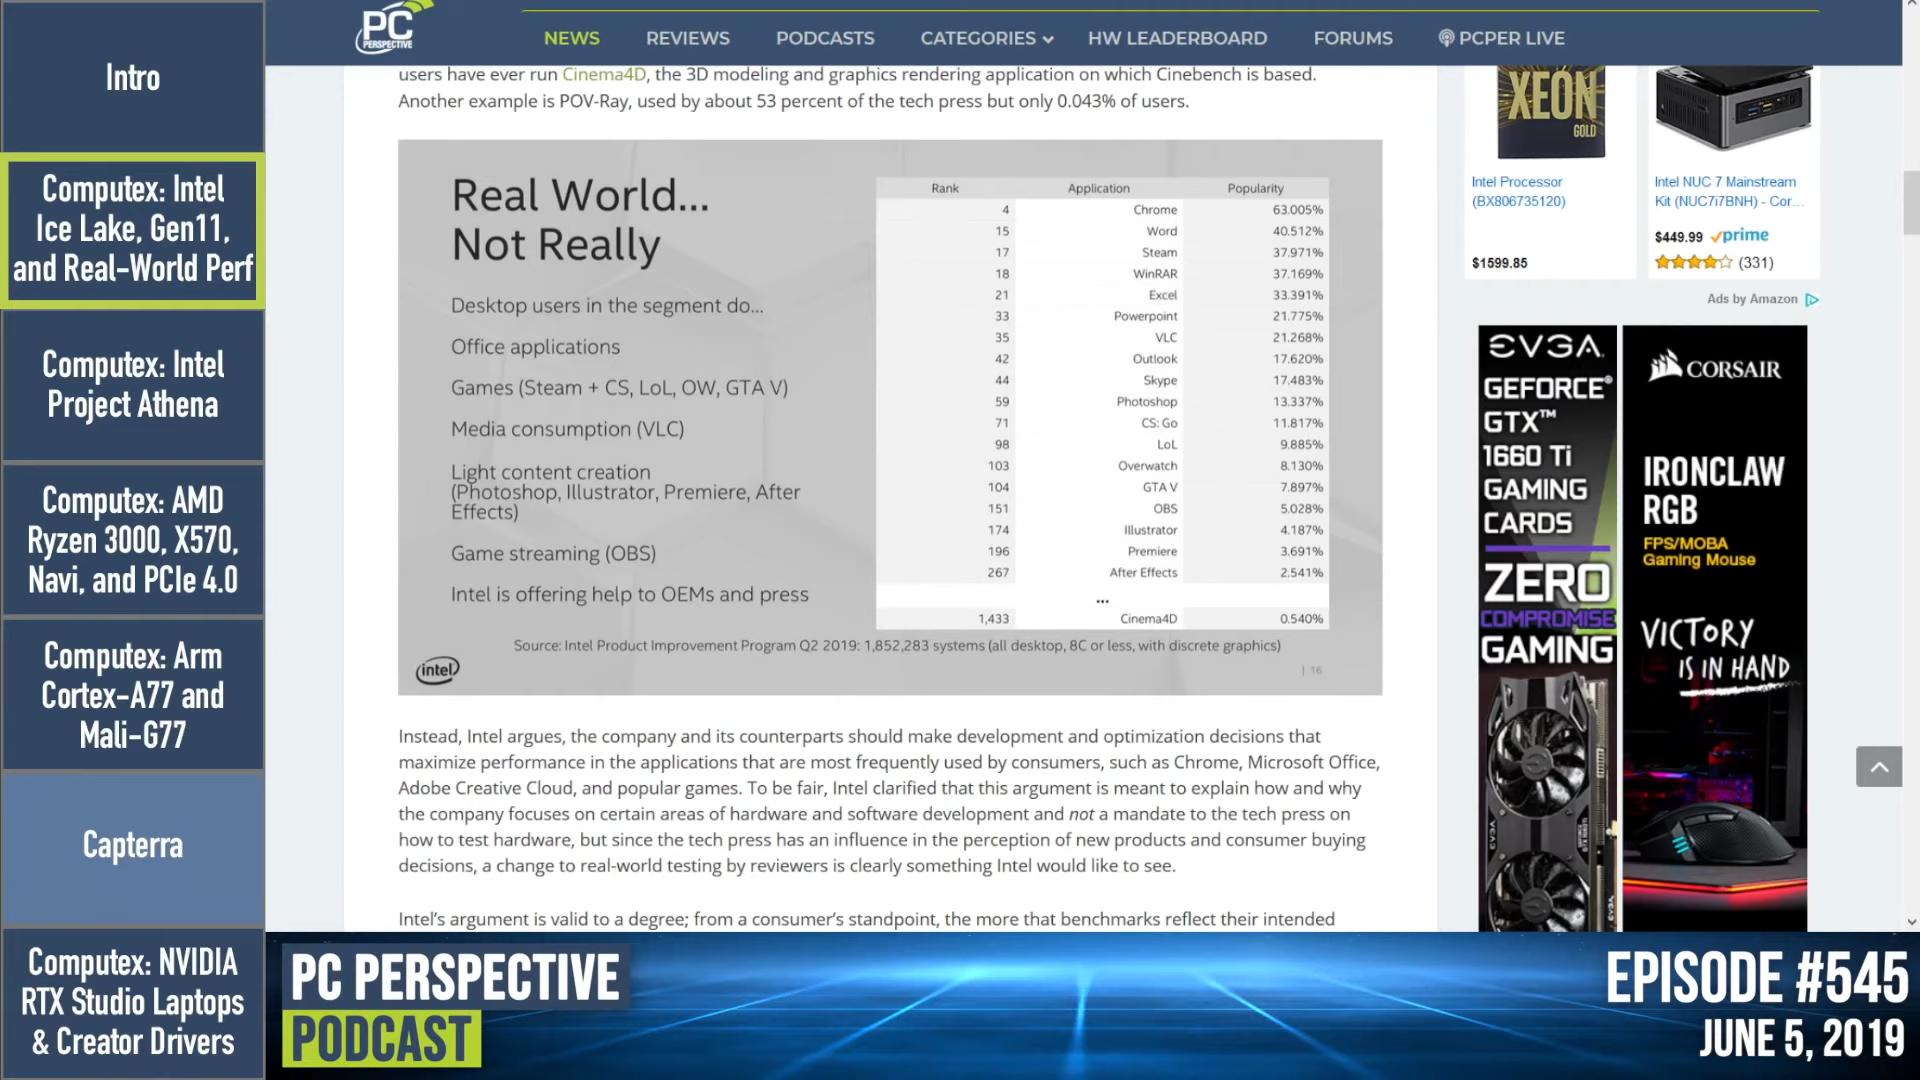 Intro
Computex: Intel
Ice Lake, Gen11,
and Real-World Perf
Computex: Intel
Project Athena
Computex: AMD
Ryzen 3000, X570,
Navi, and PCIe 4.0
Computex: Arm
Cortex-A77 and
Mali-G77
Capterra
Computex: NVIDIA
RTX Studio Laptops
& Creator Drivers
PC
PERSPECTIVE
NEWS REVIEWS PODCASTS CATEGORIES HW LEADERBOARD FORUMS PCPER LIVE
users have ever run Cinema4D, the 3D modeling and graphics rendering application on which Cinebench is based.
Another example is POV-Ray, used by about 53 percent of the tech press but only 0.043% of users.
Real World...
Not Really
Desktop users in the segment do...
Office applications
Games (Steam + CS, LoL, OW, GTA V)
Media consumption (VLC)
Light content creation
(Photoshop, Illustrator, Premiere, After
Effects)
Game streaming (OBS)
Intel is offering help to OEMs and press
Rank Application Popularity
4 Chrome 63.005%
15 Word 40.512%
17 Steam 37.971%
18 WinRAR 37.169%
21 Excel 33.391%
33 Powerpoint 21.775%
35 VLC 21.268%
42 Outlook 17.620%
44 Skype 17.483%
59 Photoshop 13.337%
71 CS: Go 11.817%
98 LoL 9.885%
103 Overwatch 8.130%
104 GTA V 7.897%
151 OBS 5.028%
174 Illustrator 4.187%
196 Premiere 3.691%
267 After Effects 2.541%
...
1,433 Cinema4D 0.540%
Source: Intel Product Improvement Program Q2 2019: 1,852,283 systems (all desktop, 8C or less, with discrete graphics)
intel
| 16
Instead, Intel argues, the company and its counterparts should make development and optimization decisions that
maximize performance in the applications that are most frequently used by consumers, such as Chrome, Microsoft Office,
Adobe Creative Cloud, and popular games. To be fair, Intel clarified that this argument is meant to explain how and why
the company focuses on certain areas of hardware and software development and not a mandate to the tech press on
how to test hardware, but since the tech press has an influence in the perception of new products and consumer buying
decisions, a change to real-world testing by reviewers is clearly something Intel would like to see.
Intel's argument is valid to a degree; from a consumer's standpoint, the more that benchmarks reflect their intended
XEON
GOLD
Intel Processor
(BX806735120)
$1599.85
Intel NUC 7 Mainstream
Kit (NUC7i7BNH) - Cor...
$449.99 prime
(331)
Ads by Amazon
EVGA
GEFORCE®
GTX™
1660 Ti
GAMING
CARDS
ZERO
COMPROMISE
GAMING
EVGA
EVGA
CORSAIR
IRONCLAW
RGB
FPS/MOBA
Gaming Mouse
VICTORY
IS IN HAND
PC PERSPECTIVE
PODCAST
EPISODE #545
JUNE 5, 2019